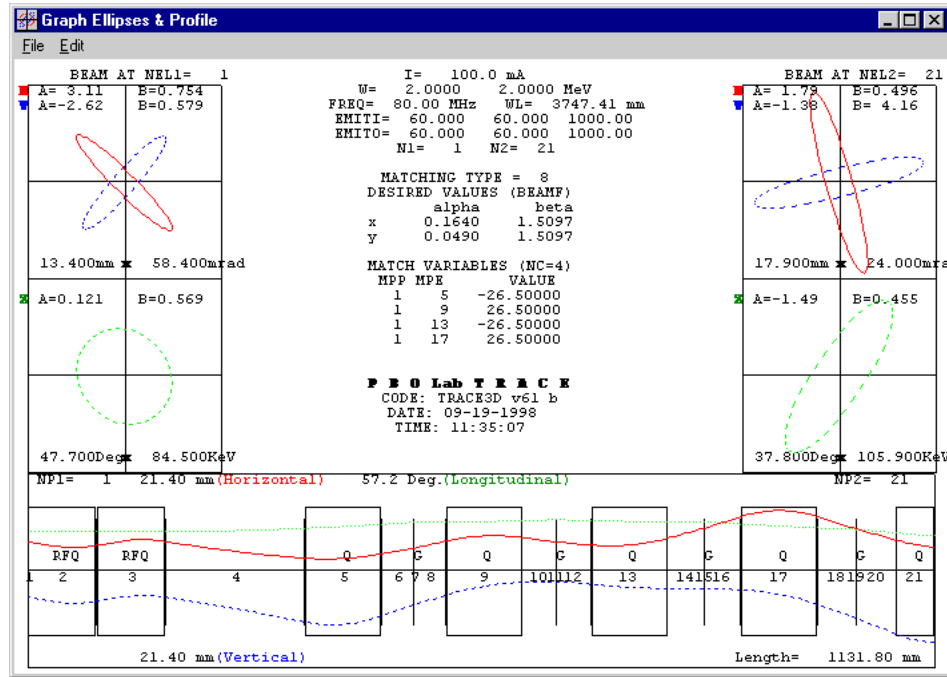 Graph Ellipses & Profile
File Edit
BEAM AT NEL1= 1
H A= 3.11 B=0.754
V A=-2.62 B=0.579
13.400mm x 58.400mrad
Z A=0.121 B=0.569
47.700Deg x 84.500KeV
I= 100.0 mA
W= 2.0000 2.0000 MeV
FREQ= 80.00 MHz WL= 3747.41 mm
EMITI= 60.000 60.000 1000.00
EMITO= 60.000 60.000 1000.00
N1= 1 N2= 21
MATCHING TYPE = 8
DESIRED VALUES (BEAMF)
alpha beta
x 0.1640 1.5097
y 0.0490 1.5097
MATCH VARIABLES (NC=4)
MPP MPE VALUE
1 5 -26.50000
1 9 26.50000
1 13 -26.50000
1 17 26.50000
P B O Lab T R A C E
CODE: TRACE3D v61 b
DATE: 09-19-1998
TIME: 11:35:07
BEAM AT NEL2= 21
H A= 1.79 B=0.496
V A=-1.38 B= 4.16
17.900mm x 24.000mra
Z A=-1.49 B=0.455
37.800Deg x 105.900KeV
NP1= 1 21.40 mm(Horizontal) 57.2 Deg.(Longitudinal) NP2= 21
RFQ RFQ Q G Q G Q G Q G Q
1 2 3 4 5 6 7 8 9 10 11 12 13 14 15 16 17 18 19 20 21
21.40 mm(Vertical) Length= 1131.80 mm